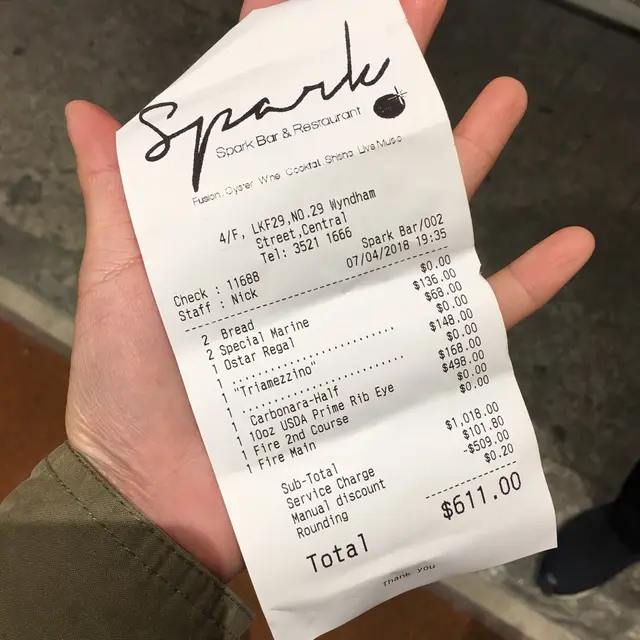 Spark
Spark Bar & Restaurant
Fusion, Oyster Wine Cocktail Shisha Live Music
4/F, LKF29,NO.29 Wyndham
Street,Central
Tel: 3521 1666
Spark Bar/002
Check : 11688 07/04/2018 19:35
Staff : Nick
2 Bread $0.00
2 Special Marine $136.00
1 Ostar Regal $68.00
1 ................ $0.00
1 "Triamezzino" $148.00
1 ................ $0.00
1 Carbonara-Half $168.00
1 10oz USDA Prime Rib Eye $498.00
1 Fire 2nd Course $0.00
1 Fire Main $0.00
Sub-Total $1,018.00
Service Charge $101.80
Manual discount -$509.00
Rounding $0.20
Total $611.00
Thank you